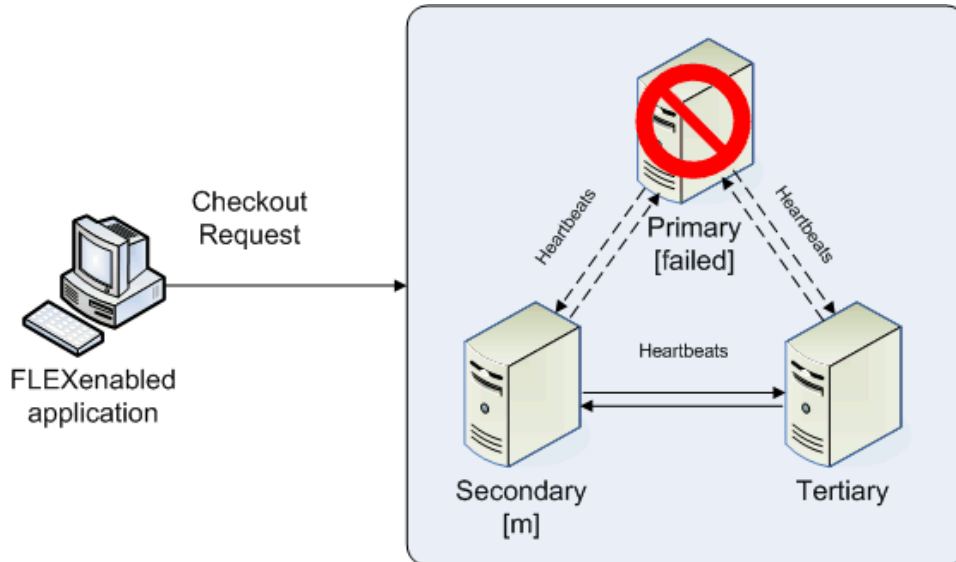 Checkout
Request
FLEXenabled
application
Primary
[failed]
Heartbeats
Heartbeats
Heartbeats
Secondary
[m]
Tertiary